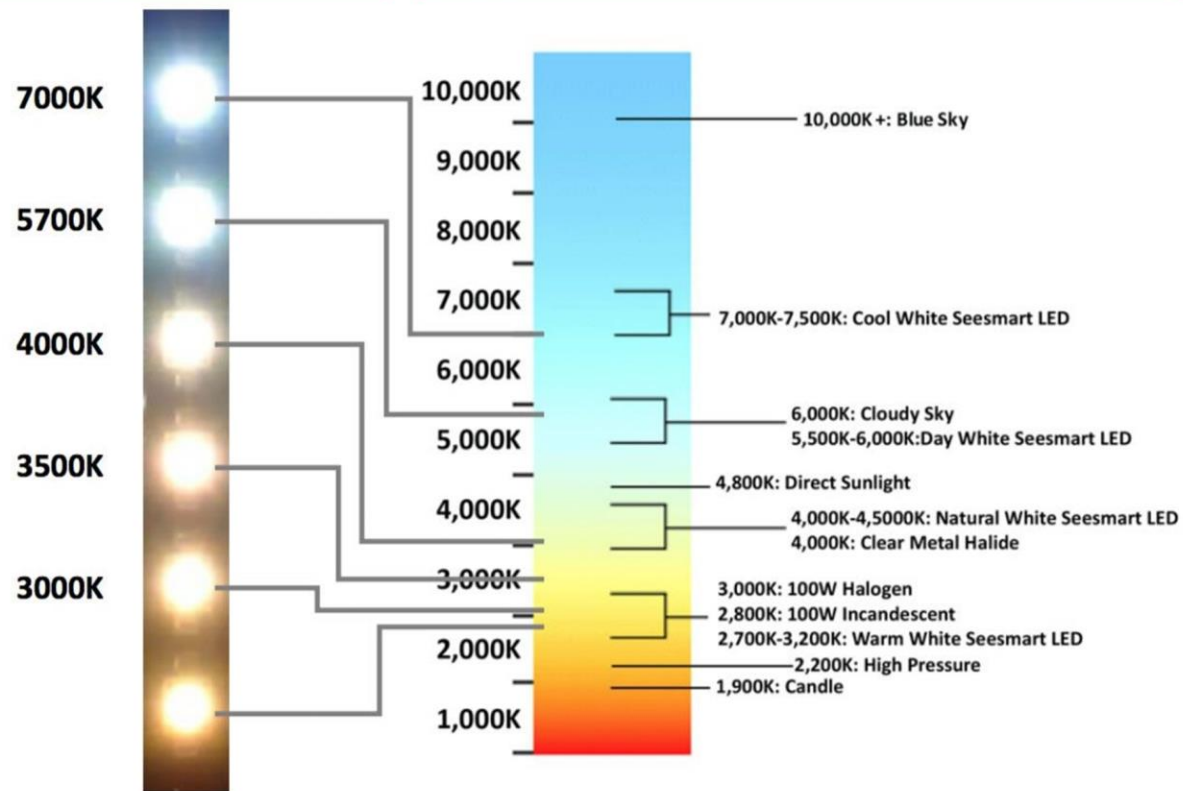 7000K
5700K
4000K
3500K
3000K
10,000K
9,000K
8,000K
7,000K
6,000K
5,000K
4,000K
3,000K
2,000K
1,000K
10,000K +: Blue Sky
7,000K-7,500K: Cool White Seesmart LED
6,000K: Cloudy Sky
5,500K-6,000K:Day White Seesmart LED
4,800K: Direct Sunlight
4,000K-4,5000K: Natural White Seesmart LED
4,000K: Clear Metal Halide
3,000K: 100W Halogen
2,800K: 100W Incandescent
2,700K-3,200K: Warm White Seesmart LED
2,200K: High Pressure
1,900K: Candle